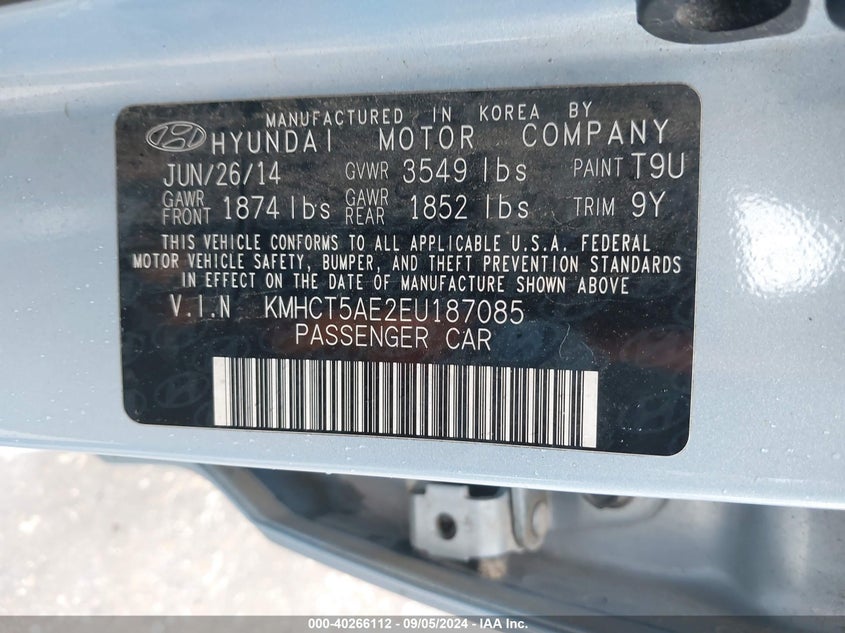 MANUFACTURED IN KOREA BY
HYUNDAI MOTOR COMPANY
JUN/26/14 GVWR 3549 lbs PAINT T9U
GAWR FRONT 1874 lbs GAWR REAR 1852 lbs TRIM 9Y
THIS VEHICLE CONFORMS TO ALL APPLICABLE U.S.A. FEDERAL
MOTOR VEHICLE SAFETY, BUMPER, AND THEFT PREVENTION STANDARDS
IN EFFECT ON THE DATE OF MANUFACTURE SHOWN ABOVE
V.I.N KMHCT5AE2EU187085
PASSENGER CAR
000-40266112 - 09/05/2024 - IAA Inc.